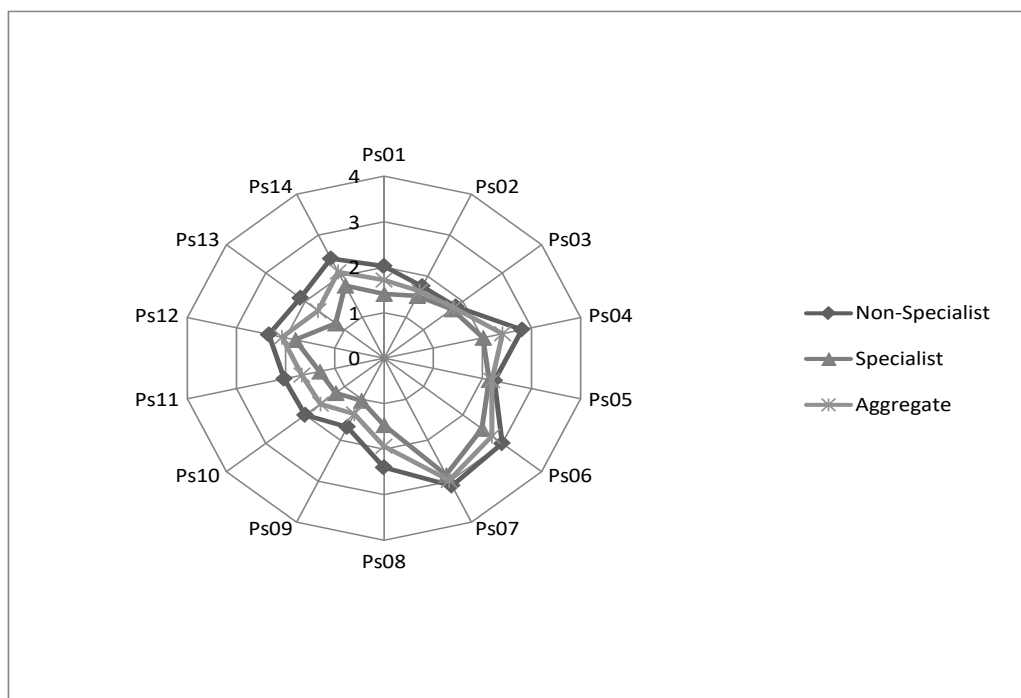 Ps01
Ps02
Ps03
Ps04
Ps05
Ps06
Ps07
Ps08
Ps09
Ps10
Ps11
Ps12
Ps13
Ps14
4
3
2
1
0
Non-Specialist
Specialist
Aggregate